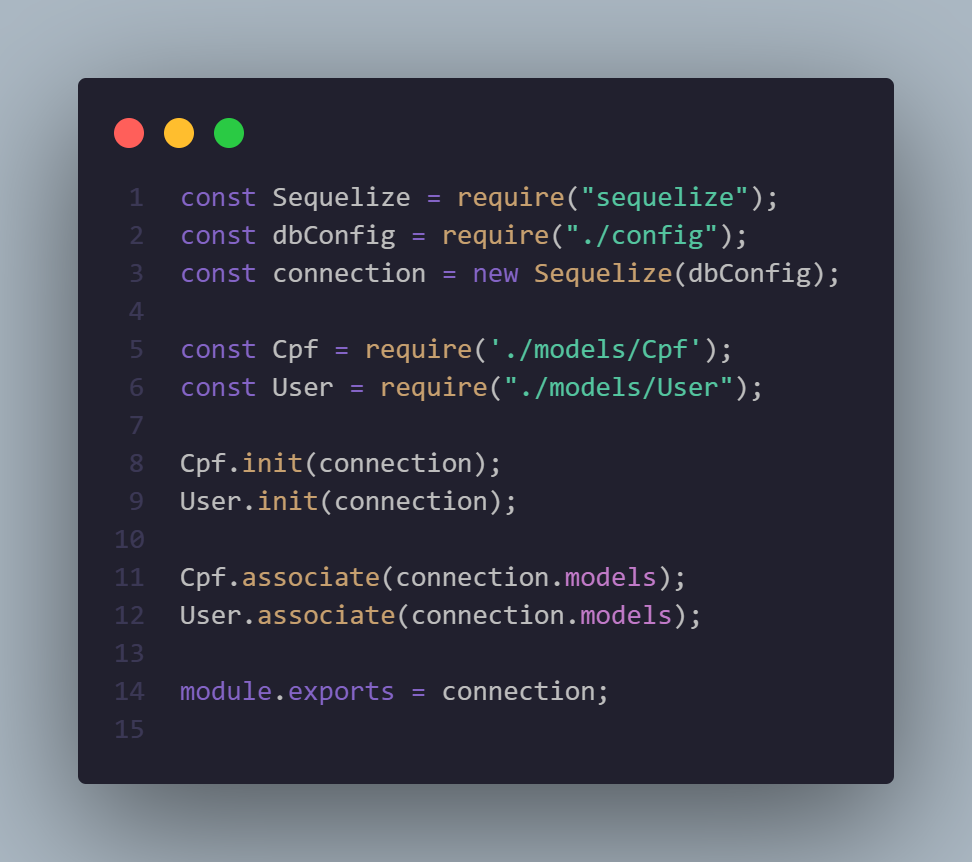 1 const Sequelize = require("sequelize");
2 const dbConfig = require("./config");
3 const connection = new Sequelize(dbConfig);
4
5 const Cpf = require('./models/Cpf');
6 const User = require("./models/User");
7
8 Cpf.init(connection);
9 User.init(connection);
10
11 Cpf.associate(connection.models);
12 User.associate(connection.models);
13
14 module.exports = connection;
15